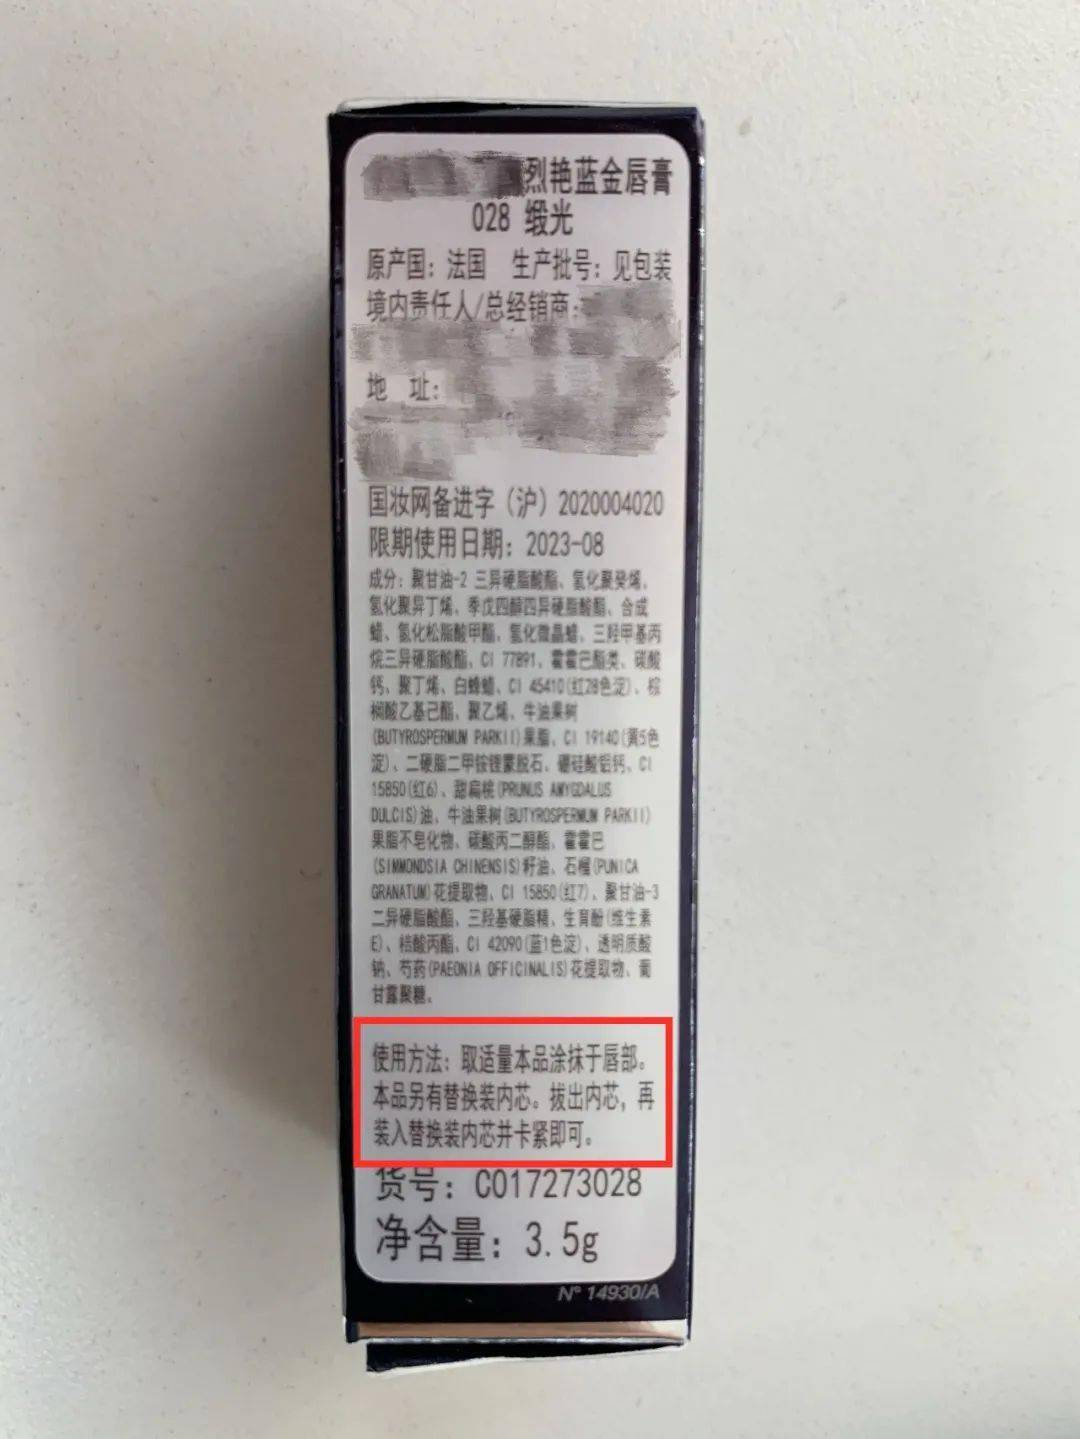 烈艳蓝金唇膏
028 缎光
原产国：法国 生产批号：见包装
境内责任人/总经销商：
地 址：
国妆网备进字（沪）2020004020
限期使用日期：2023-08
成分：聚甘油-2 三异硬脂酸酯、氢化聚癸烯、
氢化聚异丁烯、季戊四醇四异硬脂酸酯、合成
蜡、氢化松脂酸甲酯、氢化微晶蜡、三羟甲基丙
烷三异硬脂酸酯、CI 77891、霍霍巴酯类、碳酸
钙、聚丁烯、白蜂蜡、CI 45410(红28色淀)、棕
榈酸乙基己酯、聚乙烯、牛油果树
(BUTYROSPERMUM PARKII)果脂、CI 19140(黄5色
淀)、二硬脂二甲铵锂蒙脱石、硼硅酸铝钙、CI
15850(红6)、甜扁桃(PRUNUS AMYGDALUS
DULCIS)油、牛油果树(BUTYROSPERMUM PARKII)
果脂不皂化物、碳酸丙二醇酯、霍霍巴
(SIMMONDSIA CHINENSIS)籽油、石榴(PUNICA
GRANATUM)花提取物、CI 15850(红7)、聚甘油-3
二异硬脂酸酯、三羟基硬脂精、生育酚(维生素
E)、桔酸丙酯、CI 42090(蓝1色淀)、透明质酸
钠、芍药(PAEONIA OFFICINALIS)花提取物、葡
甘露聚糖、
使用方法：取适量本品涂抹于唇部。
本品另有替换装内芯。拔出内芯，再
装入替换装内芯并卡紧即可。
货号：C017273028
净含量：3.5g
N° 14930/A